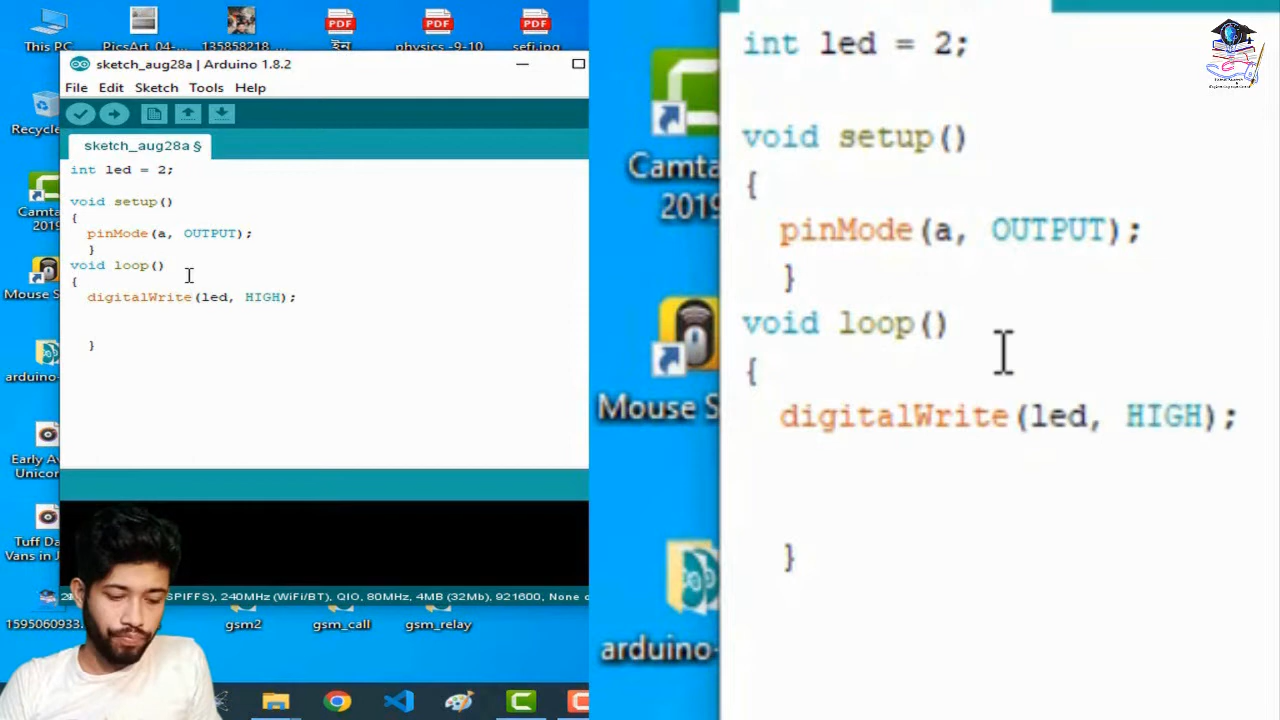 This PC
PicsArt_04-...
135858218...
ইন
physics -9-10
sefi.jpg
sketch_aug28a | Arduino 1.8.2
File Edit Sketch Tools Help
sketch_aug28a §
int led = 2;
void setup()
{
pinMode(a, OUTPUT);
}
void loop()
{
digitalWrite(led, HIGH);
}
SPIFFS), 240MHz (WiFi/BT), QIO, 80MHz, 4MB (32Mb), 921600, None
Recycle
Camta
2019
Mouse S
arduino-
Early Av
Unicor
Tuff Da
Vans in J
1595060933.
gsm2
gsm_call
gsm_relay
int led = 2;
void setup()
{
pinMode(a, OUTPUT);
}
void loop()
{
digitalWrite(led, HIGH);
}
Camta
2019
Mouse S
arduino-